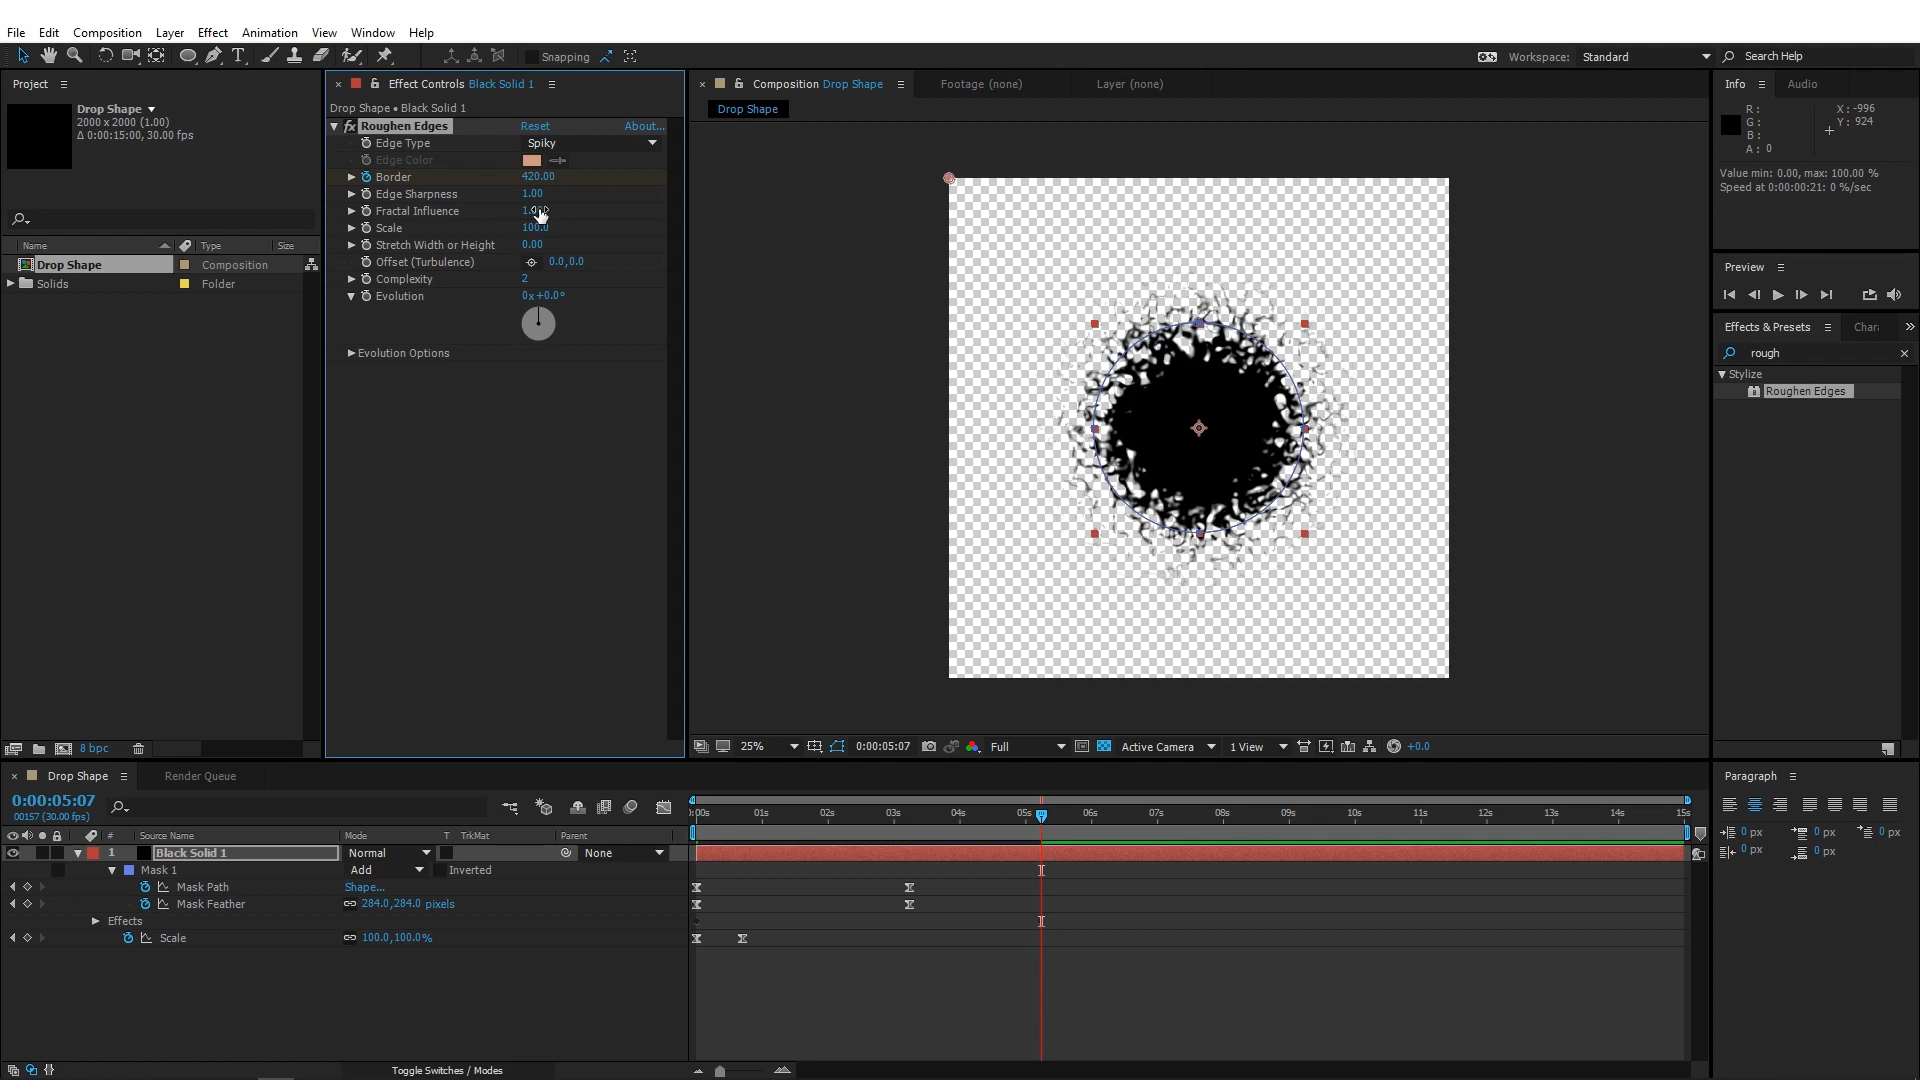 File Edit Composition Layer Effect Animation View Window Help
Snapping
Workspace: Standard
Search Help
Project
Drop Shape
2000 x 2000 (1.00)
Δ 0:00:15:00, 30.00 fps
Name Type Size
Drop Shape Composition
Solids Folder
8 bpc
Effect Controls Black Solid 1
Drop Shape • Black Solid 1
fx Roughen Edges Reset About...
Edge Type Spiky
Edge Color
Border 420.00
Edge Sharpness 1.00
Fractal Influence
Scale 100.0
Stretch Width or Height 0.00
Offset (Turbulence) 0.0,0.0
Complexity 2
Evolution 0x+0.0°
Evolution Options
Composition Drop Shape Footage (none) Layer (none)
Drop Shape
25% 0:00:05:07 Full Active Camera 1 View +0.0
Info Audio
R: X: -996
G: Y: 924
B:
A: 0
Value min: 0.00, max: 100.00 %
Speed at 0:00:00:21: 0 %/sec
Preview
Effects & Presets Chara
rough
Stylize
Roughen Edges
Drop Shape Render Queue
0:00:05:07
00157 (30.00 fps)
# Source Name Mode T TrkMat Parent
1 Black Solid 1 Normal None
Mask 1 Add Inverted
Mask Path Shape...
Mask Feather 284.0,284.0 pixels
Effects
Scale 100.0,100.0%
Toggle Switches / Modes
):00s 01s 02s 03s 04s 05s 06s 07s 08s 09s 10s 11s 12s 13s 14s 15s
Paragraph
0 px 0 px 0 px
0 px 0 px